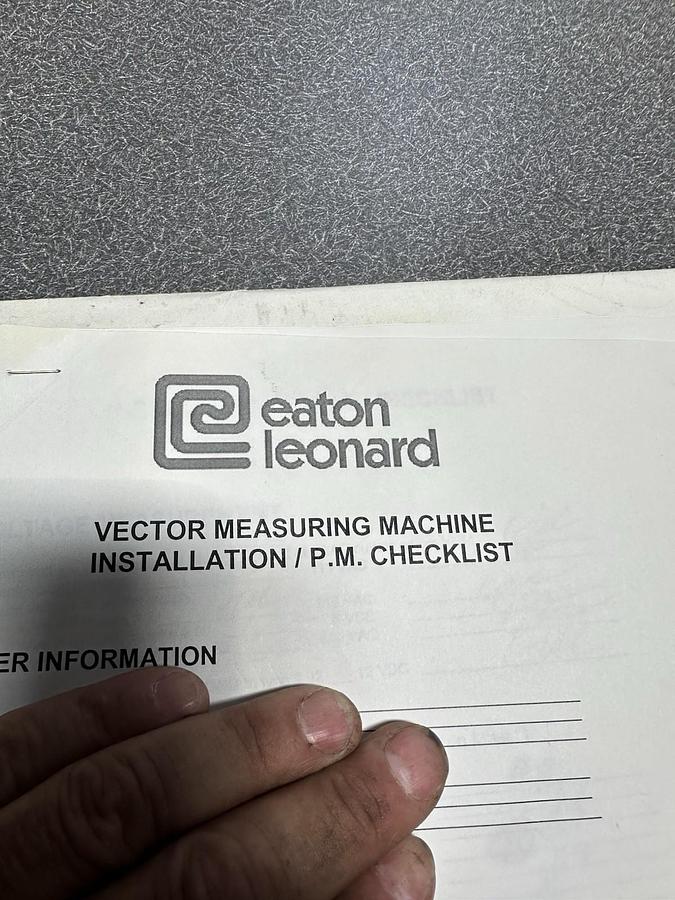 eaton
leonard
VECTOR MEASURING MACHINE
INSTALLATION / P.M. CHECKLIST
ER INFORMATION